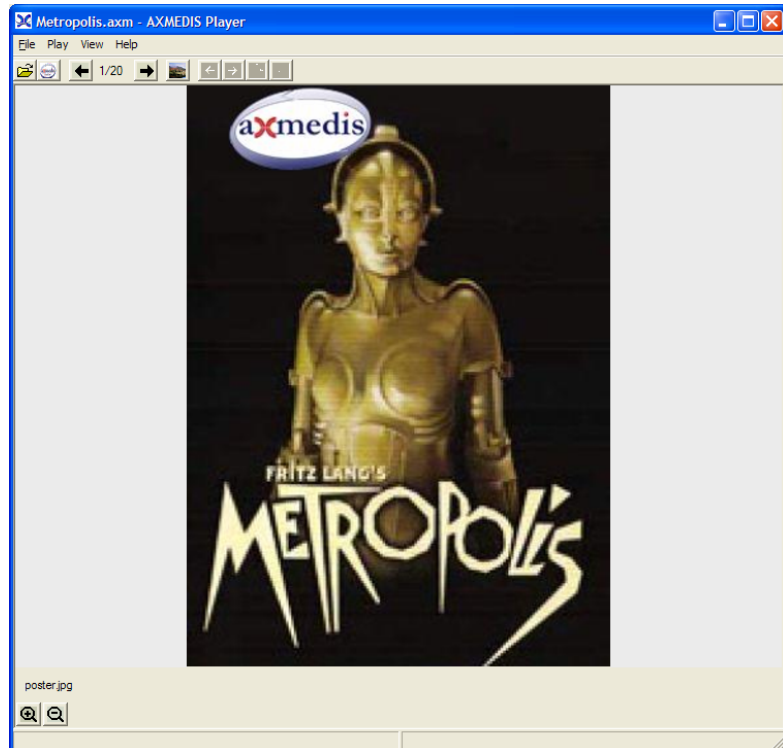 Metropolis.axm - AXMEDIS Player
File Play View Help
1/20
axmedis
FRITZ LANG'S
METROPOLIS
poster.jpg